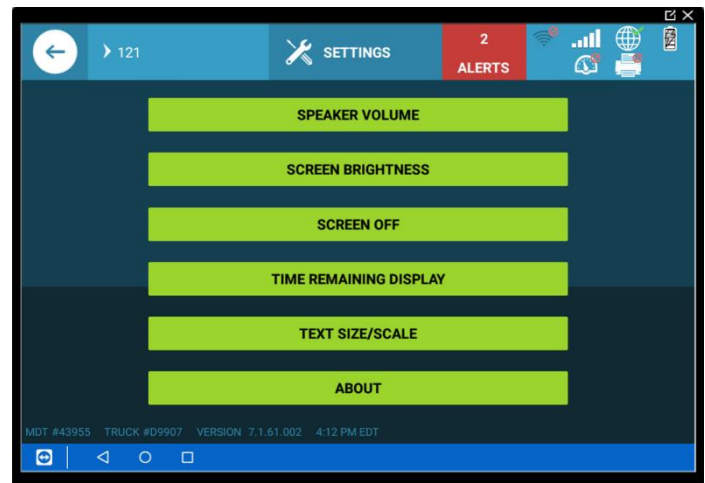 121
SETTINGS
2
ALERTS
SPEAKER VOLUME
SCREEN BRIGHTNESS
SCREEN OFF
TIME REMAINING DISPLAY
TEXT SIZE/SCALE
ABOUT
MDT #43955 TRUCK #D9907 VERSION 7.1.61.002 4:12 PM EDT